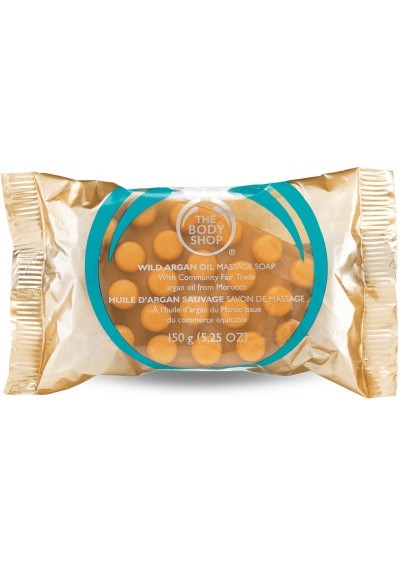 THE
BODY
SHOP
®
WILD ARGAN OIL MASSAGE SOAP
With Community Fair Trade
argan oil from Morocco
HUILE D'ARGAN SAUVAGE SAVON DE MASSAGE
À l'huile d'argan du Maroc issue
du commerce équitable
150 g (5.25 OZ)